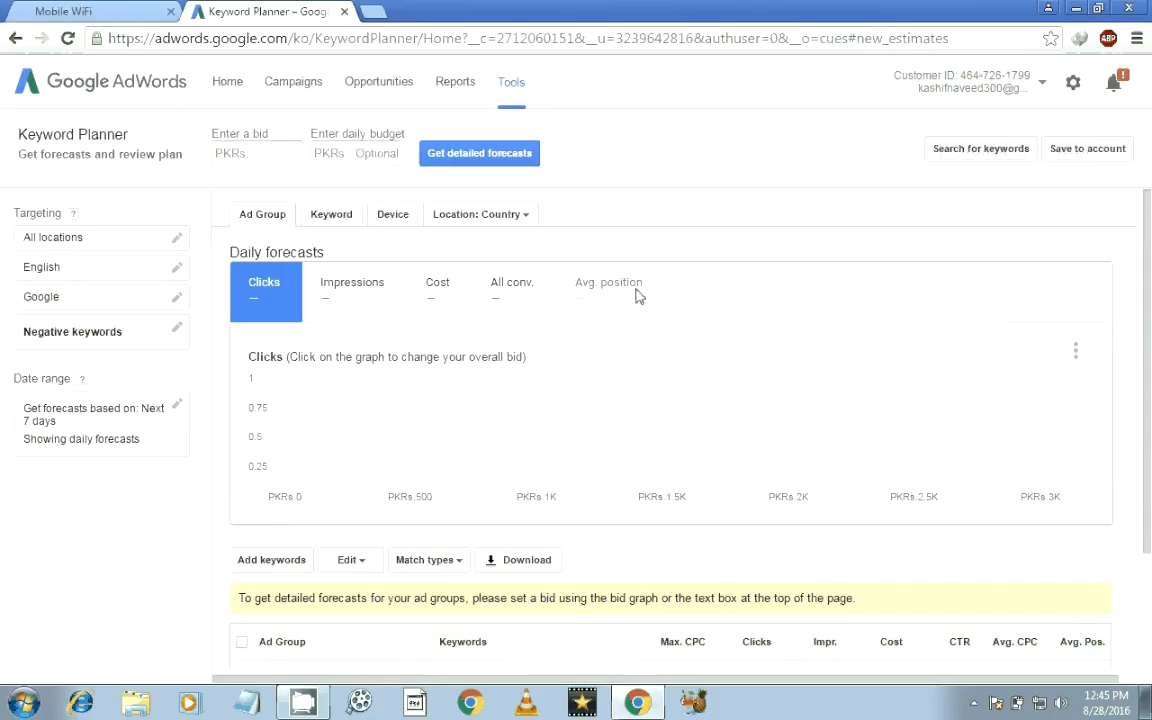 Mobile WiFi
Keyword Planner – Goog
https://adwords.google.com/ko/KeywordPlanner/Home?__c=2712060151&__u=3239642816&authuser=0&__o=cues#new_estimates
ABP
Google AdWords
Home
Campaigns
Opportunities
Reports
Tools
Customer ID: 464-726-1799
kashifnaveed300@g...
!
Keyword Planner
Get forecasts and review plan
Enter a bid
PKRs
Enter daily budget
PKRs Optional
Get detailed forecasts
Search for keywords
Save to account
Targeting ?
All locations
English
Google
Negative keywords
Date range ?
Get forecasts based on: Next
7 days
Showing daily forecasts
Ad Group
Keyword
Device
Location: Country
Daily forecasts
Clicks
–
Impressions
–
Cost
–
All conv.
–
Avg. position
Clicks (Click on the graph to change your overall bid)
1
0.75
0.5
0.25
PKRs.0
PKRs.500
PKRs.1K
PKRs.1.5K
PKRs.2K
PKRs.2.5K
PKRs.3K
Add keywords
Edit
Match types
Download
To get detailed forecasts for your ad groups, please set a bid using the bid graph or the text box at the top of the page.
Ad Group
Keywords
Max. CPC
Clicks
Impr.
Cost
CTR
Avg. CPC
Avg. Pos.
12:45 PM
8/28/2016